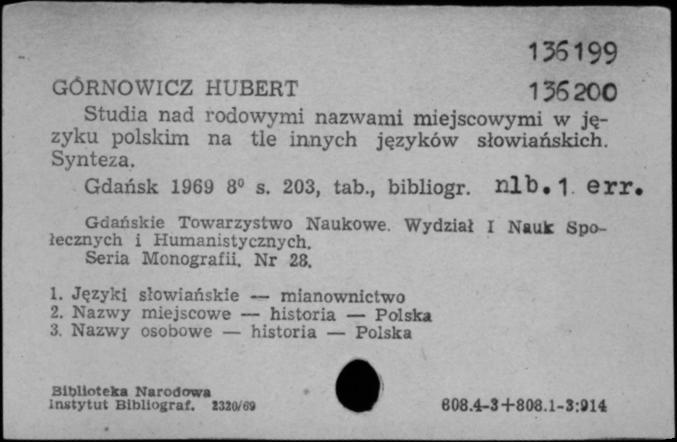 136199
GÓRNOWICZ HUBERT 136200
Studia nad rodowymi nazwami miejscowymi w ję-
zyku polskim na tle innych języków słowiańskich.
Synteza.
Gdańsk 1969 8⁰ s. 203, tab., bibliogr. nlb. 1 err.
Gdańskie Towarzystwo Naukowe. Wydział I Nauk Spo-
łecznych i Humanistycznych.
Seria Monografii. Nr 28.
1. Języki słowiańskie — mianownictwo
2. Nazwy miejscowe — historia — Polska
3. Nazwy osobowe — historia — Polska
Biblioteka Narodowa
Instytut Bibliograf. 2320/69 808.4-3+808.1-3:914